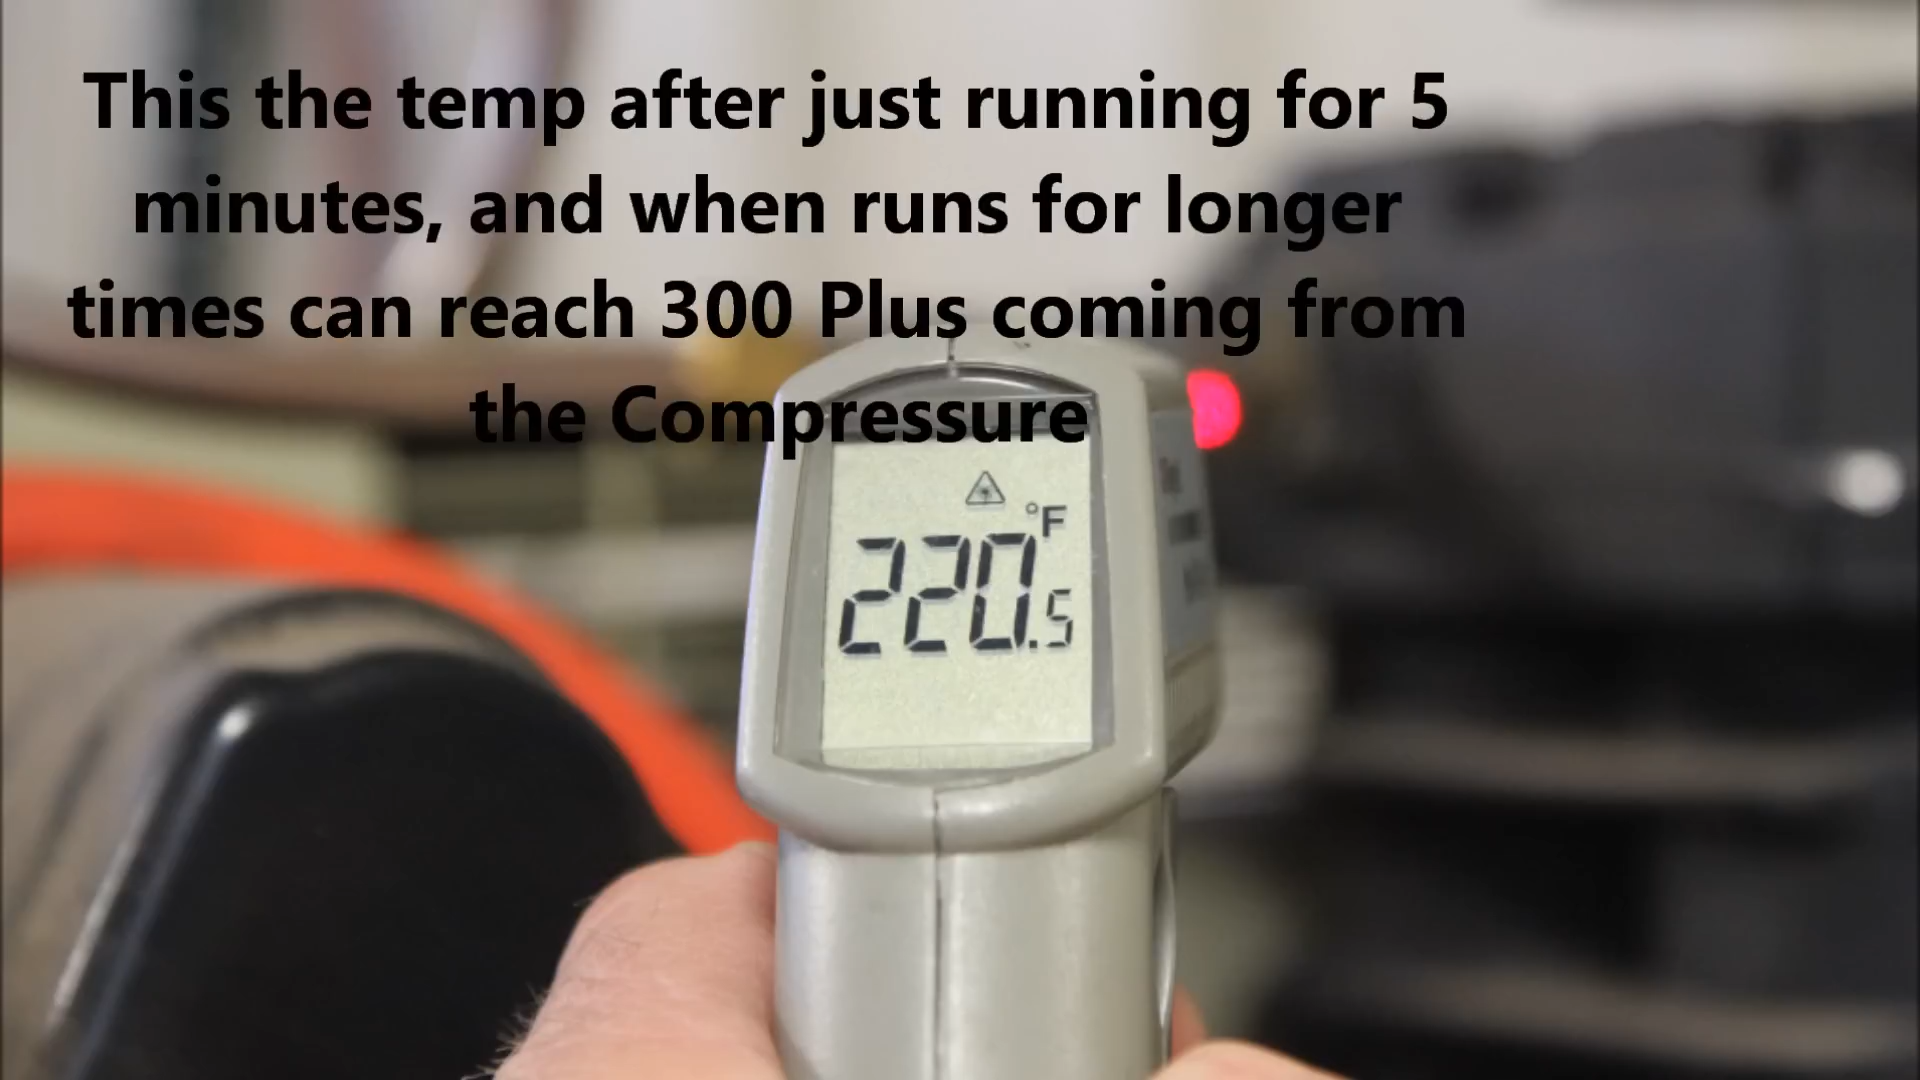 This the temp after just running for 5
minutes, and when runs for longer
times can reach 300 Plus coming from
the Compressure
°F
220.5